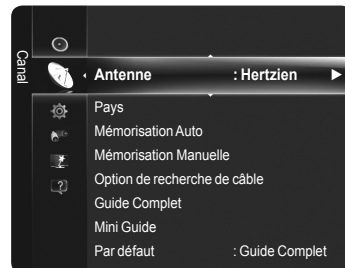 Canal
Antenne : Hertzien
Pays
Mémorisation Auto
Mémorisation Manuelle
Option de recherche de câble
Guide Complet
Mini Guide
Par défaut : Guide Complet